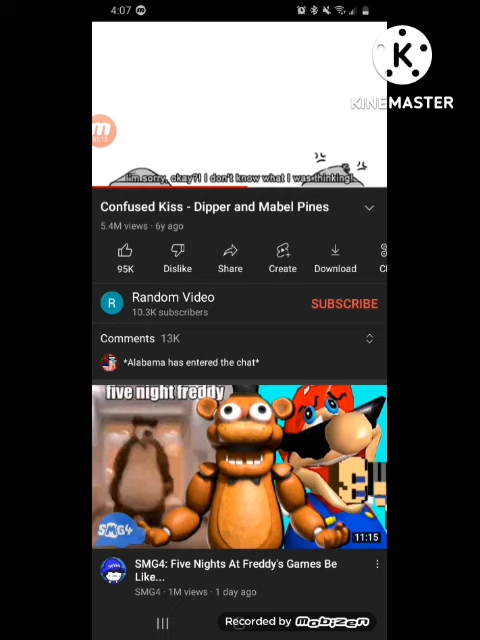 4:07
K
KINEMASTER
I'm sorry, okay?! I don't know what I was thinking!
Confused Kiss - Dipper and Mabel Pines
5.4M views · 6y ago
95K
Dislike
Share
Create
Download
R
Random Video
10.3K subscribers
SUBSCRIBE
Comments 13K
*Alabama has entered the chat*
five night freddy
SMG4
11:15
SMG4: Five Nights At Freddy's Games Be
Like...
SMG4 · 1M views · 1 day ago
Recorded by mobizen